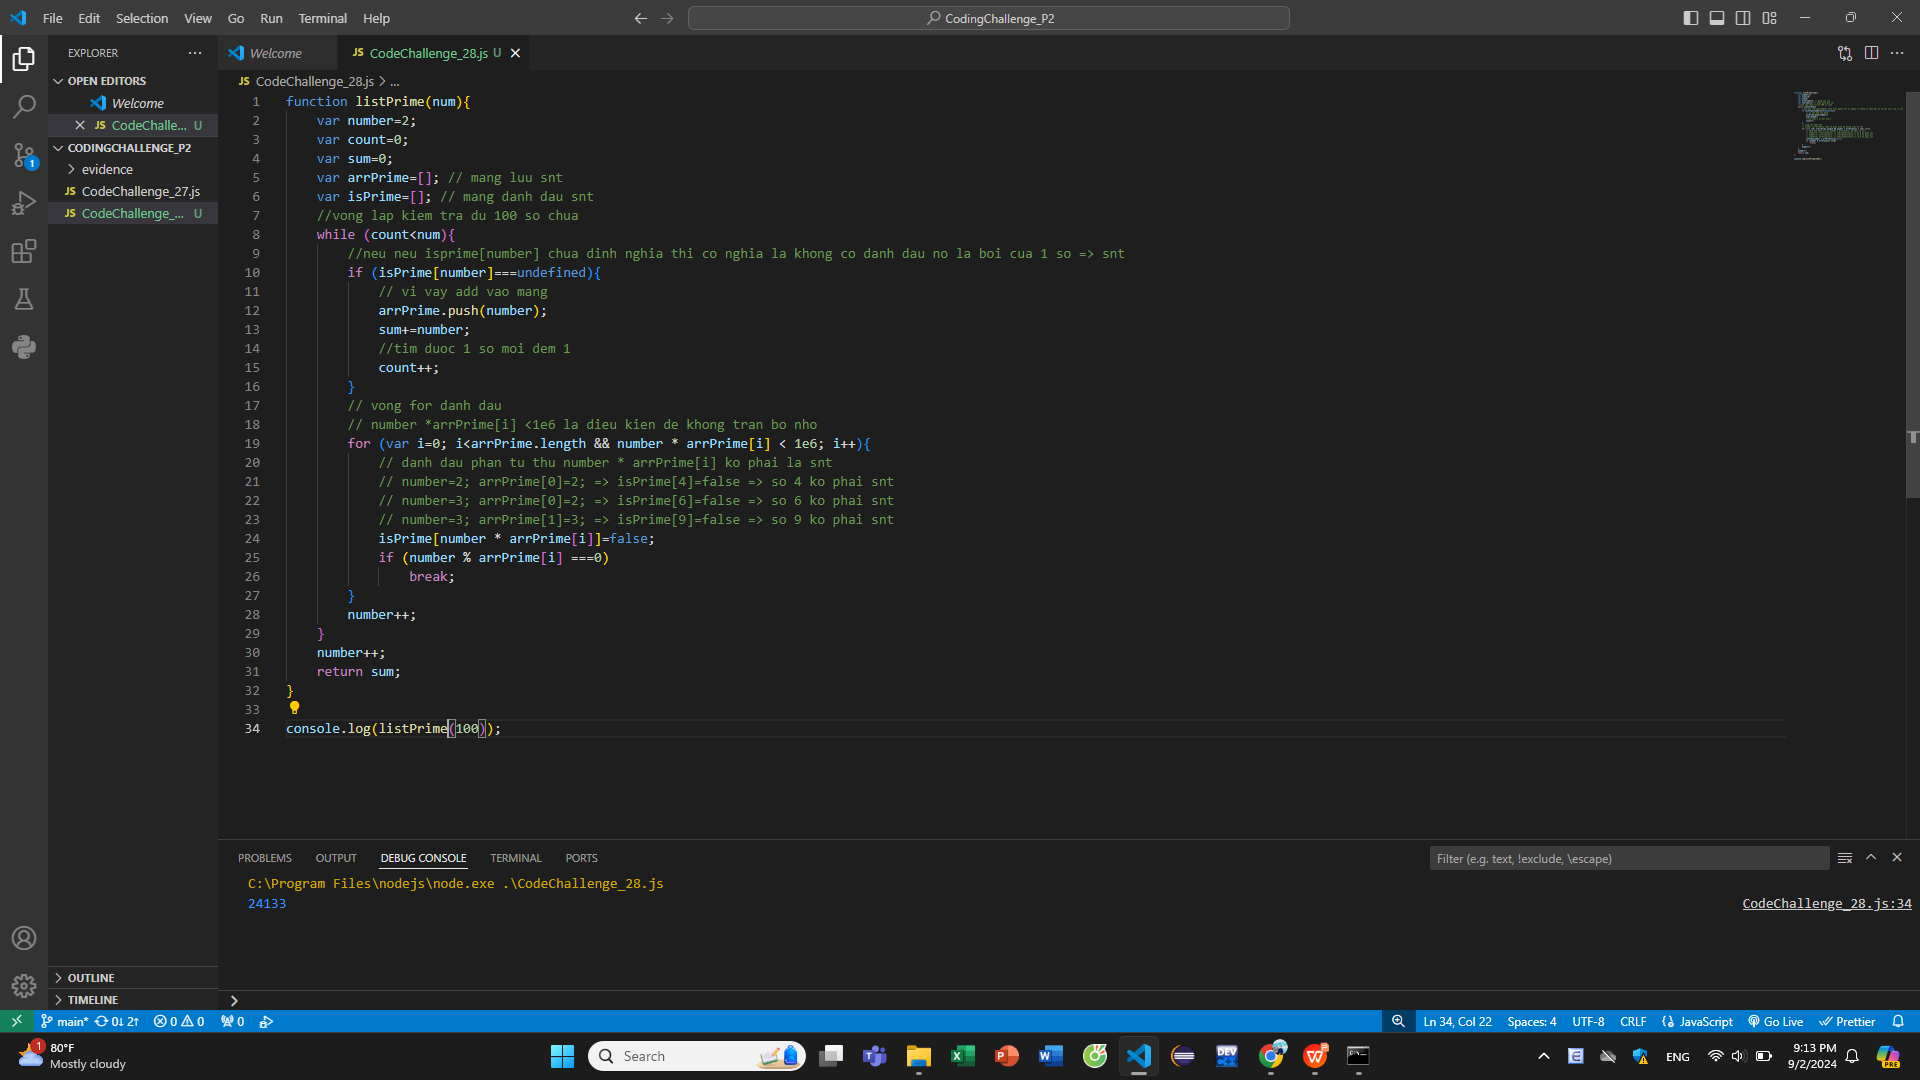 File Edit Selection View Go Run Terminal Help
CodingChallenge_P2
EXPLORER
Welcome
JS CodeChallenge_28.js U
OPEN EDITORS
Welcome
JS CodeChalle... U
CODINGCHALLENGE_P2
evidence
JS CodeChallenge_27.js
JS CodeChallenge_... U
1
OUTLINE
TIMELINE
JS CodeChallenge_28.js > ...
1 function listPrime(num){
2 var number=2;
3 var count=0;
4 var sum=0;
5 var arrPrime=[]; // mang luu snt
6 var isPrime=[]; // mang danh dau snt
7 //vong lap kiem tra du 100 so chua
8 while (count<num){
9 //neu neu isprime[number] chua dinh nghia thi co nghia la khong co danh dau no la boi cua 1 so => snt
10 if (isPrime[number]===undefined){
11 // vi vay add vao mang
12 arrPrime.push(number);
13 sum+=number;
14 //tim duoc 1 so moi dem 1
15 count++;
16 }
17 // vong for danh dau
18 // number *arrPrime[i] <1e6 la dieu kien de khong tran bo nho
19 for (var i=0; i<arrPrime.length && number * arrPrime[i] < 1e6; i++){
20 // danh dau phan tu thu number * arrPrime[i] ko phai la snt
21 // number=2; arrPrime[0]=2; => isPrime[4]=false => so 4 ko phai snt
22 // number=3; arrPrime[0]=2; => isPrime[6]=false => so 6 ko phai snt
23 // number=3; arrPrime[1]=3; => isPrime[9]=false => so 9 ko phai snt
24 isPrime[number * arrPrime[i]]=false;
25 if (number % arrPrime[i] ===0)
26 break;
27 }
28 number++;
29 }
30 number++;
31 return sum;
32 }
33
34 console.log(listPrime(100));
PROBLEMS OUTPUT DEBUG CONSOLE TERMINAL PORTS
Filter (e.g. text, !exclude, \escape)
C:\Program Files\nodejs\node.exe .\CodeChallenge_28.js
24133
CodeChallenge_28.js:34
main* 0↓ 2↑ 0 0 0
Ln 34, Col 22 Spaces: 4 UTF-8 CRLF {} JavaScript Go Live Prettier
1
80°F
Mostly cloudy
Search
DEV
ENG
9:13 PM
9/2/2024
PRE